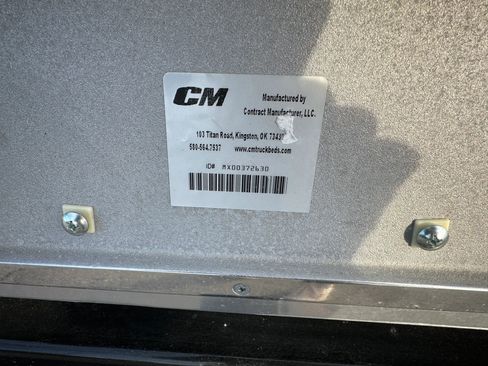 CM
Manufactured by
Contract Manufacturer, LLC.
103 Titan Road, Kingston, OK
580-564.7537 www.cmtruckbeds.com
ID# MX00372630